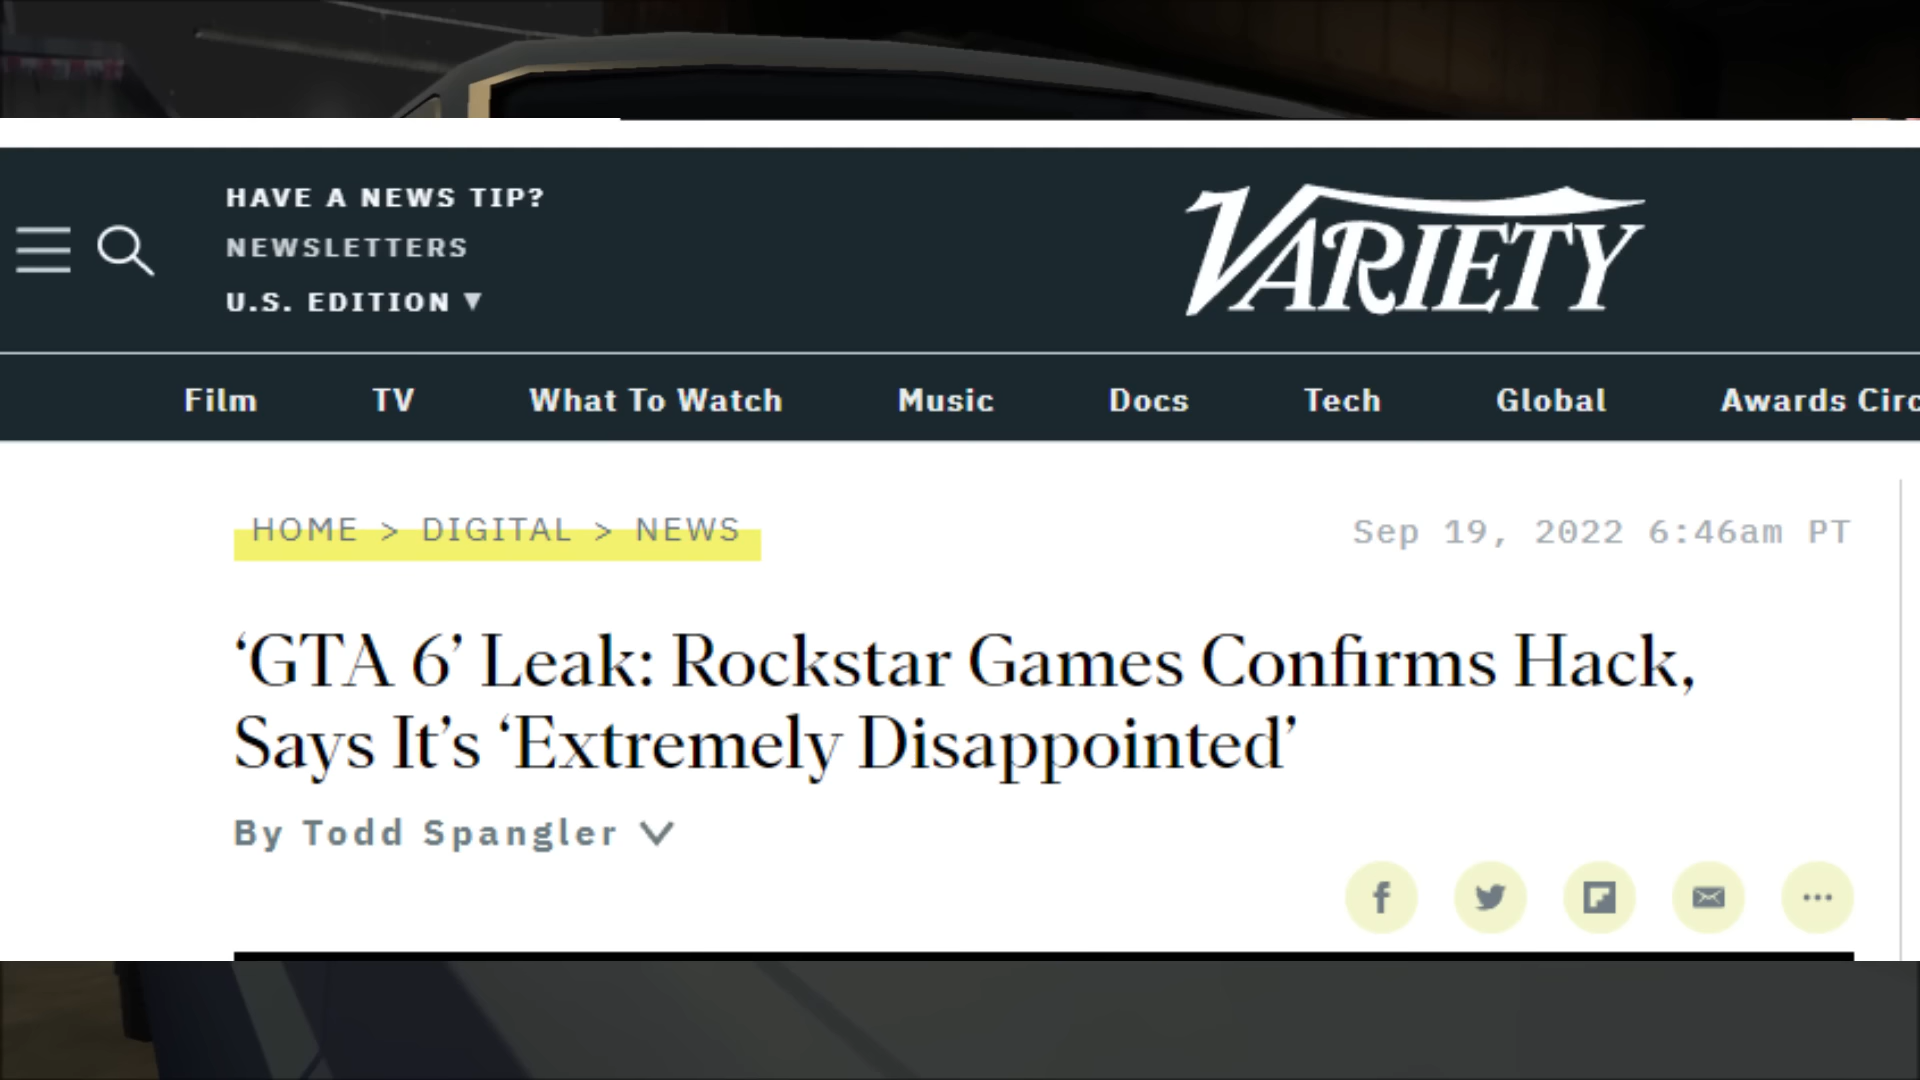 HAVE A NEWS TIP?
NEWSLETTERS
U.S. EDITION ▼
VARIETY
Film TV What To Watch Music Docs Tech Global Awards Circ
HOME > DIGITAL > NEWS
Sep 19, 2022 6:46am PT
‘GTA 6’ Leak: Rockstar Games Confirms Hack,
Says It’s ‘Extremely Disappointed’
By Todd Spangler